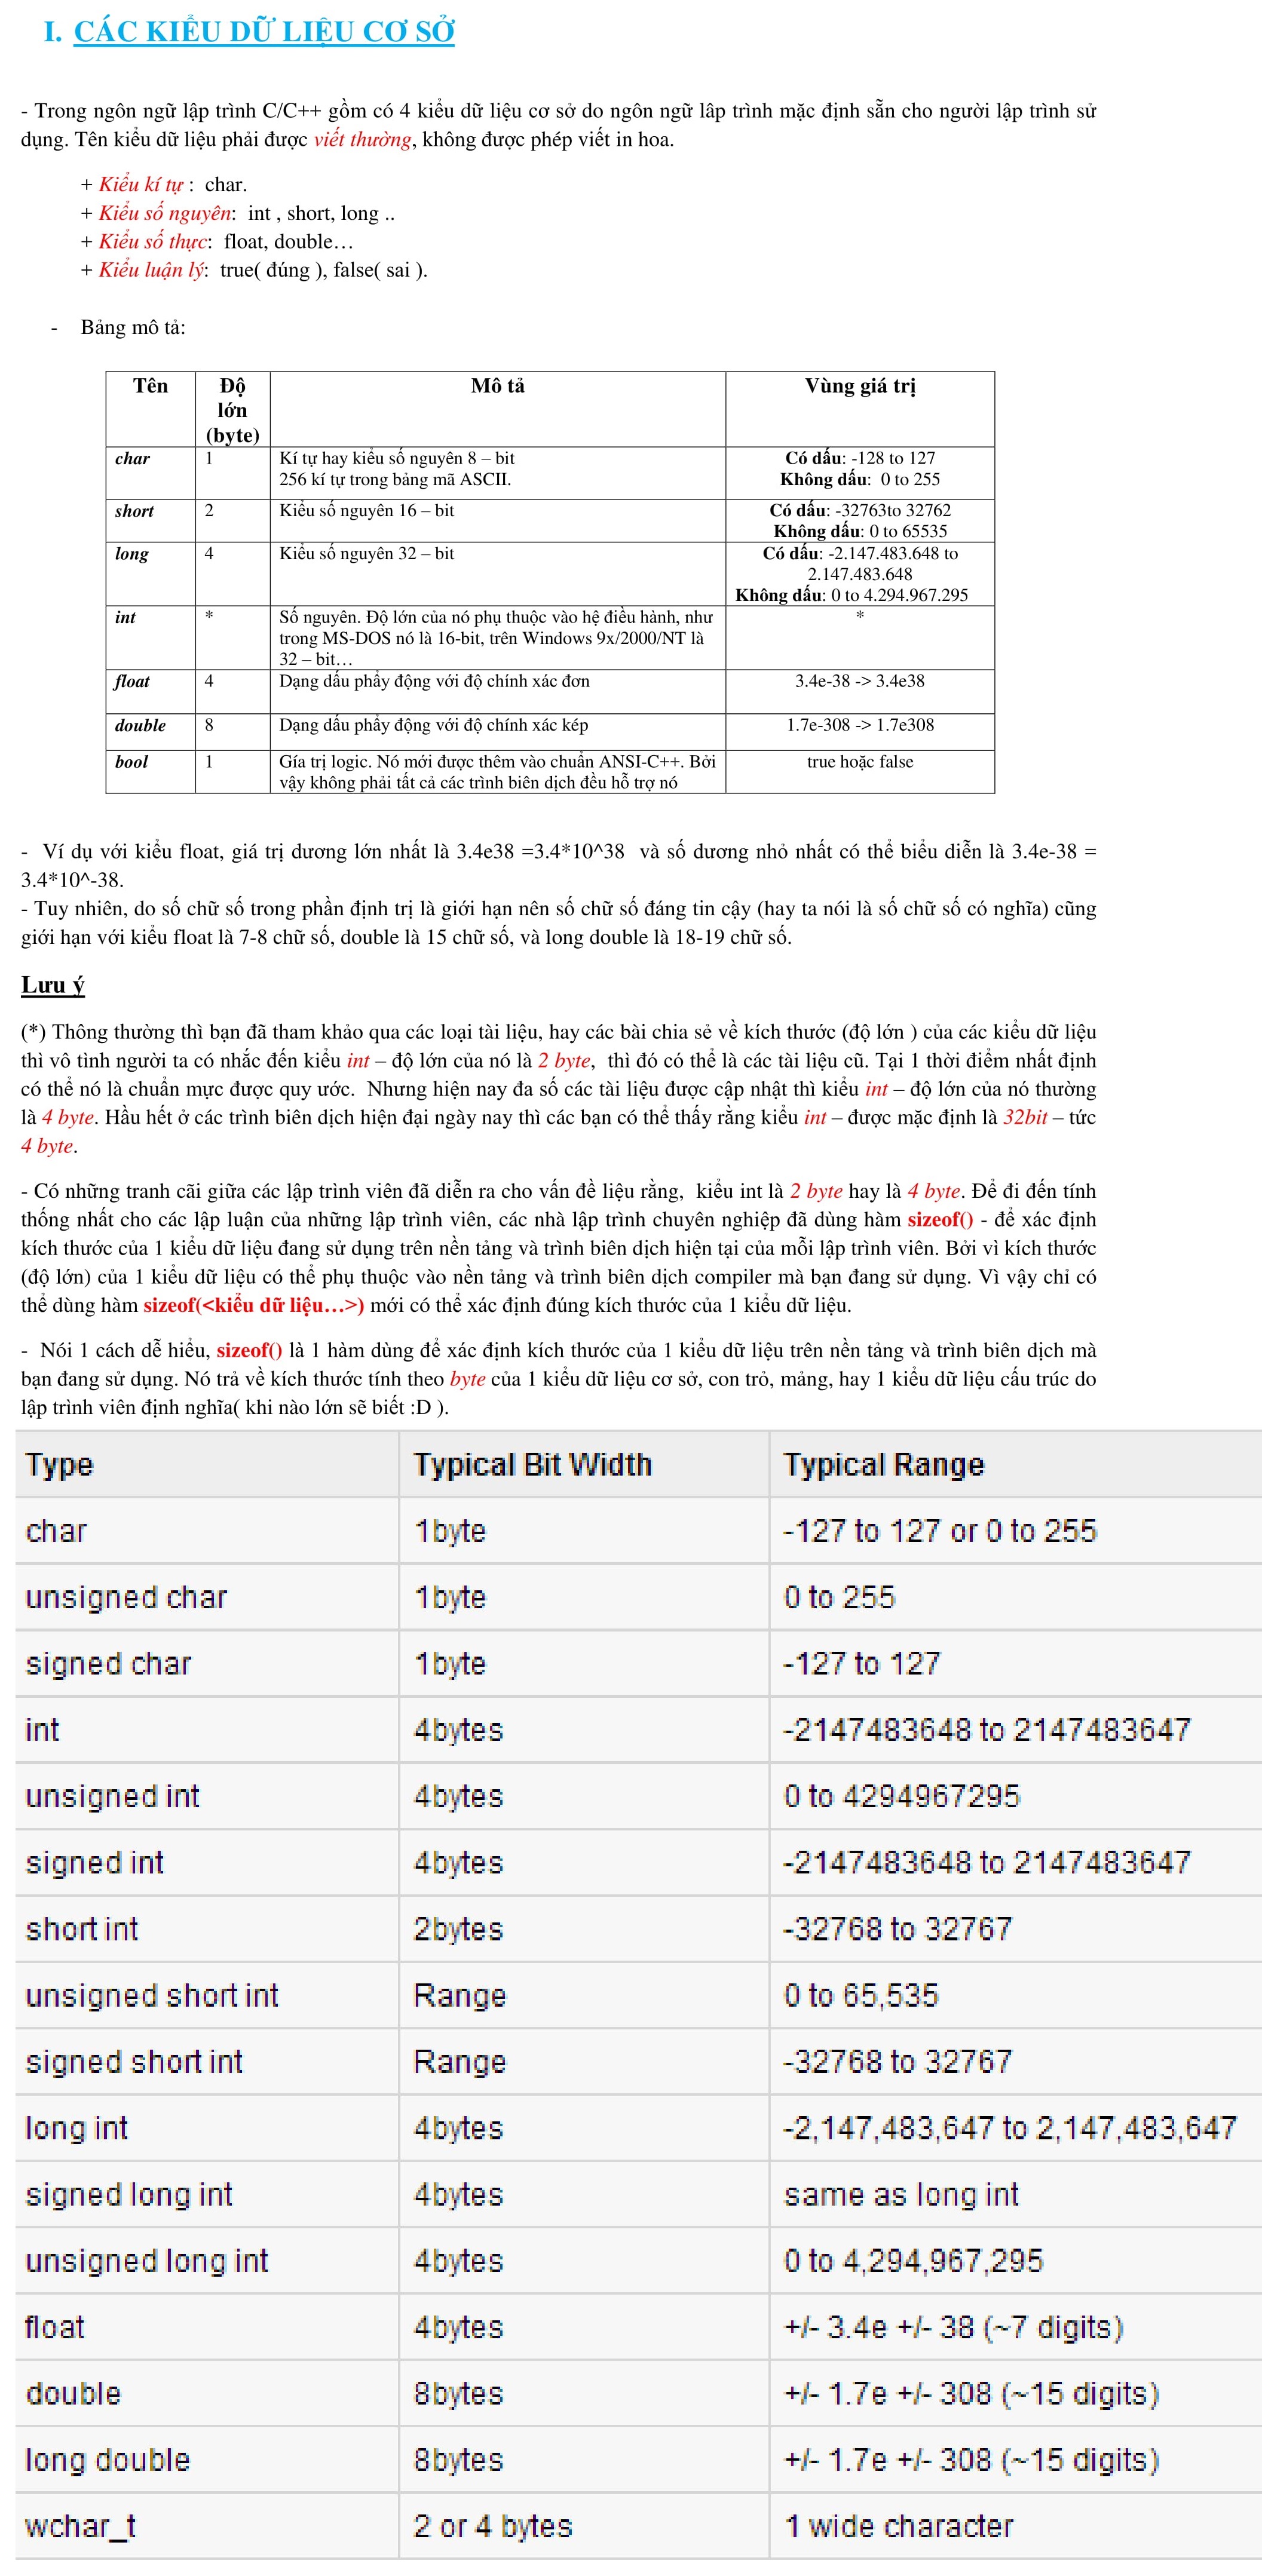 I. CÁC KIỂU DỮ LIỆU CƠ SỞ
- Trong ngôn ngữ lập trình C/C++ gồm có 4 kiểu dữ liệu cơ sở do ngôn ngữ lâp trình mặc định sẵn cho người lập trình sử
dụng. Tên kiểu dữ liệu phải được viết thường, không được phép viết in hoa.
+ Kiểu kí tự : char.
+ Kiểu số nguyên: int , short, long ..
+ Kiểu số thực: float, double…
+ Kiểu luận lý: true( đúng ), false( sai ).
- Bảng mô tả:
Tên Độ lớn (byte) Mô tả Vùng giá trị
char 1 Kí tự hay kiểu số nguyên 8 – bit Có dấu: -128 to 127
256 kí tự trong bảng mã ASCII. Không dấu: 0 to 255
short 2 Kiểu số nguyên 16 – bit Có dấu: -32763to 32762
Không dấu: 0 to 65535
long 4 Kiểu số nguyên 32 – bit Có dấu: -2.147.483.648 to
2.147.483.648
Không dấu: 0 to 4.294.967.295
int * Số nguyên. Độ lớn của nó phụ thuộc vào hệ điều hành, như *
trong MS-DOS nó là 16-bit, trên Windows 9x/2000/NT là
32 – bit…
float 4 Dạng dấu phẩy động với độ chính xác đơn 3.4e-38 -> 3.4e38
double 8 Dạng dấu phẩy động với độ chính xác kép 1.7e-308 -> 1.7e308
bool 1 Gía trị logic. Nó mới được thêm vào chuẩn ANSI-C++. Bởi true hoặc false
vậy không phải tất cả các trình biên dịch đều hỗ trợ nó
- Ví dụ với kiểu float, giá trị dương lớn nhất là 3.4e38 =3.4*10^38 và số dương nhỏ nhất có thể biểu diễn là 3.4e-38 =
3.4*10^-38.
- Tuy nhiên, do số chữ số trong phần định trị là giới hạn nên số chữ số đáng tin cậy (hay ta nói là số chữ số có nghĩa) cũng
giới hạn với kiểu float là 7-8 chữ số, double là 15 chữ số, và long double là 18-19 chữ số.
Lưu ý
(*) Thông thường thì bạn đã tham khảo qua các loại tài liệu, hay các bài chia sẻ về kích thước (độ lớn ) của các kiểu dữ liệu
thì vô tình người ta có nhắc đến kiểu int – độ lớn của nó là 2 byte, thì đó có thể là các tài liệu cũ. Tại 1 thời điểm nhất định
có thể nó là chuẩn mực được quy ước. Nhưng hiện nay đa số các tài liệu được cập nhật thì kiểu int – độ lớn của nó thường
là 4 byte. Hầu hết ở các trình biên dịch hiện đại ngày nay thì các bạn có thể thấy rằng kiểu int – được mặc định là 32bit – tức
4 byte.
- Có những tranh cãi giữa các lập trình viên đã diễn ra cho vấn đề liệu rằng, kiểu int là 2 byte hay là 4 byte. Để đi đến tính
thống nhất cho các lập luận của những lập trình viên, các nhà lập trình chuyên nghiệp đã dùng hàm sizeof() - để xác định
kích thước của 1 kiểu dữ liệu đang sử dụng trên nền tảng và trình biên dịch hiện tại của mỗi lập trình viên. Bởi vì kích thước
(độ lớn) của 1 kiểu dữ liệu có thể phụ thuộc vào nền tảng và trình biên dịch compiler mà bạn đang sử dụng. Vì vậy chỉ có
thể dùng hàm sizeof(<kiểu dữ liệu…>) mới có thể xác định đúng kích thước của 1 kiểu dữ liệu.
- Nói 1 cách dễ hiểu, sizeof() là 1 hàm dùng để xác định kích thước của 1 kiểu dữ liệu trên nền tảng và trình biên dịch mà
bạn đang sử dụng. Nó trả về kích thước tính theo byte của 1 kiểu dữ liệu cơ sở, con trỏ, mảng, hay 1 kiểu dữ liệu cấu trúc do
lập trình viên định nghĩa( khi nào lớn sẽ biết :D ).
Type Typical Bit Width Typical Range
char 1byte -127 to 127 or 0 to 255
unsigned char 1byte 0 to 255
signed char 1byte -127 to 127
int 4bytes -2147483648 to 2147483647
unsigned int 4bytes 0 to 4294967295
signed int 4bytes -2147483648 to 2147483647
short int 2bytes -32768 to 32767
unsigned short int Range 0 to 65,535
signed short int Range -32768 to 32767
long int 4bytes -2,147,483,647 to 2,147,483,647
signed long int 4bytes same as long int
unsigned long int 4bytes 0 to 4,294,967,295
float 4bytes +/- 3.4e +/- 38 (~7 digits)
double 8bytes +/- 1.7e +/- 308 (~15 digits)
long double 8bytes +/- 1.7e +/- 308 (~15 digits)
wchar_t 2 or 4 bytes 1 wide character